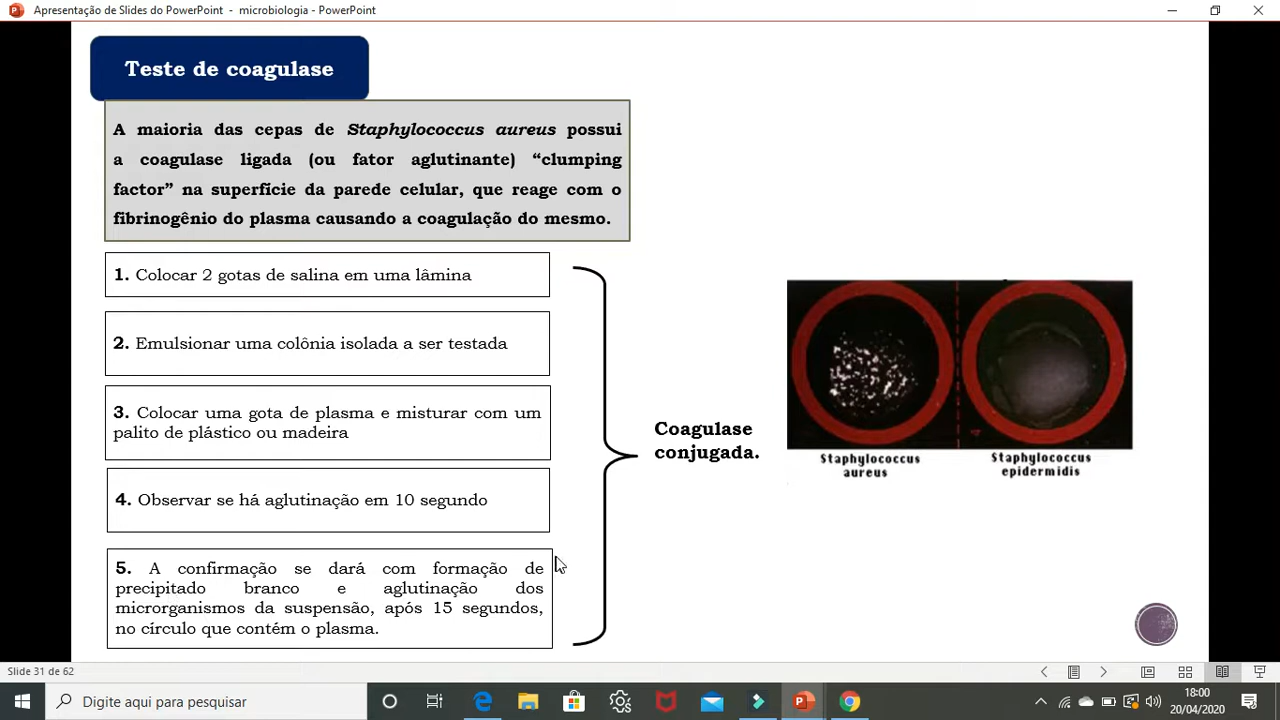 Apresentação de Slides do PowerPoint - microbiologia - PowerPoint
Teste de coagulase
A maioria das cepas de Staphylococcus aureus possui
a coagulase ligada (ou fator aglutinante) “clumping
factor” na superfície da parede celular, que reage com o
fibrinogênio do plasma causando a coagulação do mesmo.
1. Colocar 2 gotas de salina em uma lâmina
2. Emulsionar uma colônia isolada a ser testada
3. Colocar uma gota de plasma e misturar com um
palito de plástico ou madeira
4. Observar se há aglutinação em 10 segundo
5. A confirmação se dará com formação de
precipitado branco e aglutinação dos
microrganismos da suspensão, após 15 segundos,
no círculo que contém o plasma.
Coagulase
conjugada.
Staphylococcus
aureus
Staphylococcus
epidermidis
Slide 31 de 62
Digite aqui para pesquisar
18:00
20/04/2020